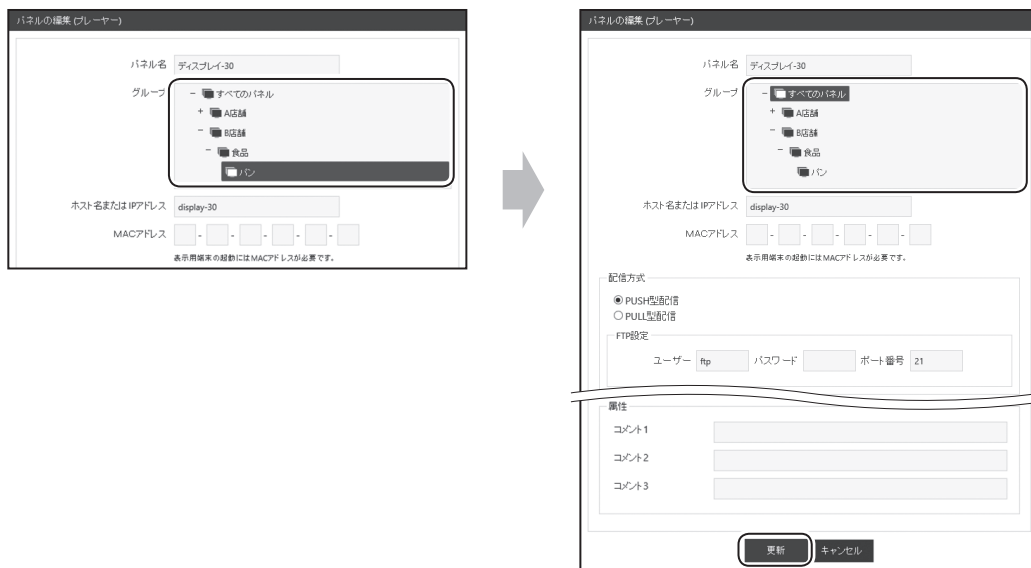 パネルの編集 (プレーヤー)
パネル名 ディスプレイ-30
グループ
− すべてのパネル
+ A店舗
− B店舗
− 食品
パン
ホスト名または IPアドレス display-30
MACアドレス - - - - -
表示用端末の起動にはMACアドレスが必要です。
パネルの編集 (プレーヤー)
パネル名 ディスプレイ-30
グループ
− すべてのパネル
+ A店舗
− B店舗
− 食品
パン
ホスト名または IPアドレス display-30
MACアドレス - - - - -
表示用端末の起動にはMACアドレスが必要です。
配信方式
PUSH型配信
PULL型配信
FTP設定
ユーザー ftp パスワード ポート番号 21
属性
コメント1
コメント2
コメント3
更新 キャンセル